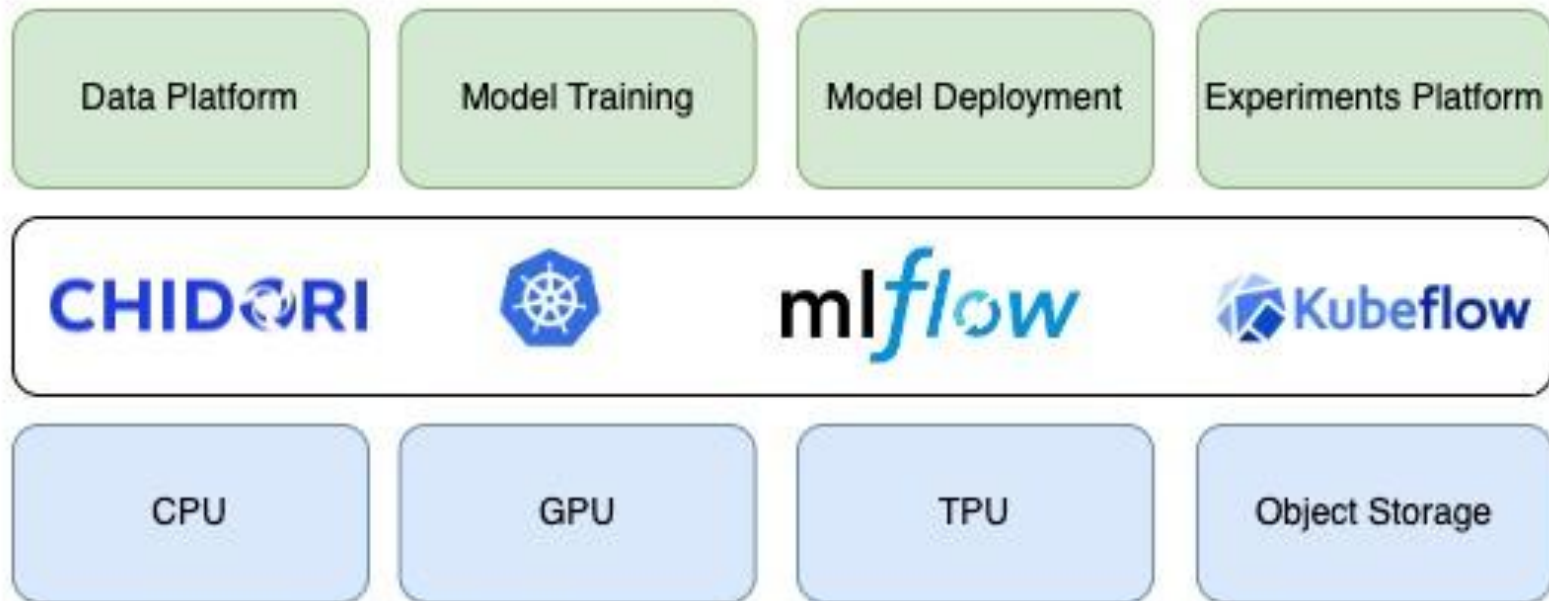 Data Platform
Model Training
Model Deployment
Experiments Platform
CHIDORI
mlflow
Kubeflow
CPU
GPU
TPU
Object Storage